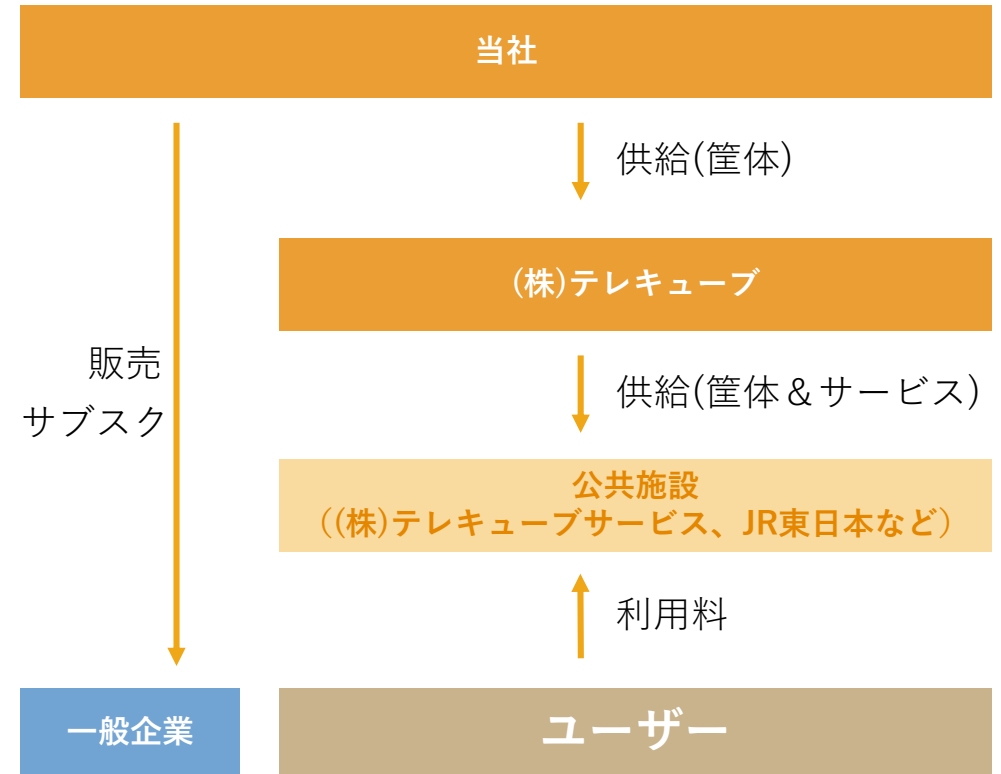 当社
供給(筐体)
(株)テレキューブ
販売
サブスク
供給(筐体＆サービス)
公共施設
（(株)テレキューブサービス、JR東日本など）
利用料
一般企業
ユーザー